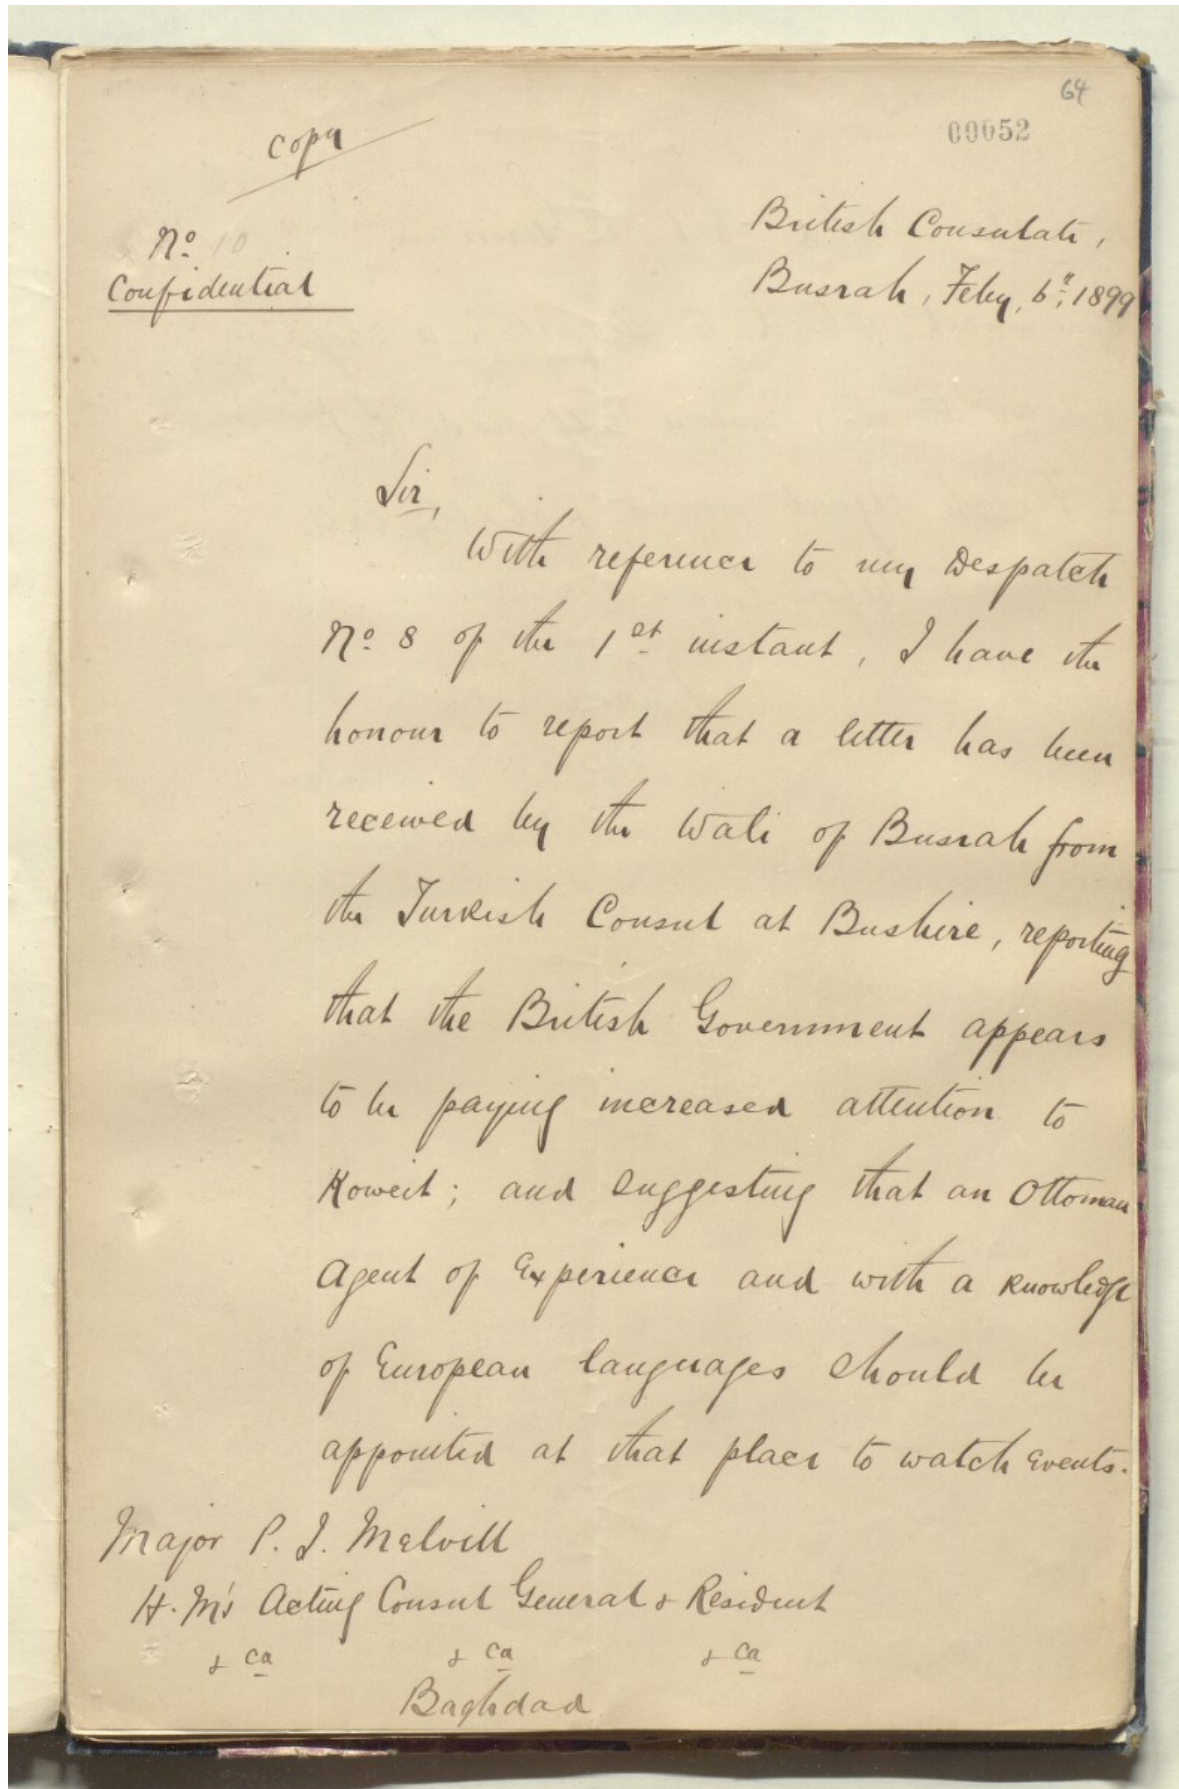 64
00052
Copy
No. 10
Confidential
British Consulate,
Busrah, Feby, 6th, 1899
Sir,
With reference to my Despatch
No. 8 of the 1st instant, I have the
honour to report that a letter has been
received by the Wali of Busrah from
the Turkish Consul at Bushire, reporting
that the British Government appears
to be paying increased attention to
Koweit; and suggesting that an Ottoman
Agent of Experience and with a knowledge
of European languages should be
appointed at that place to watch events.
Major P. J. Melvill
H. M's Acting Consul General & Resident
&ca &ca &ca
Baghdad